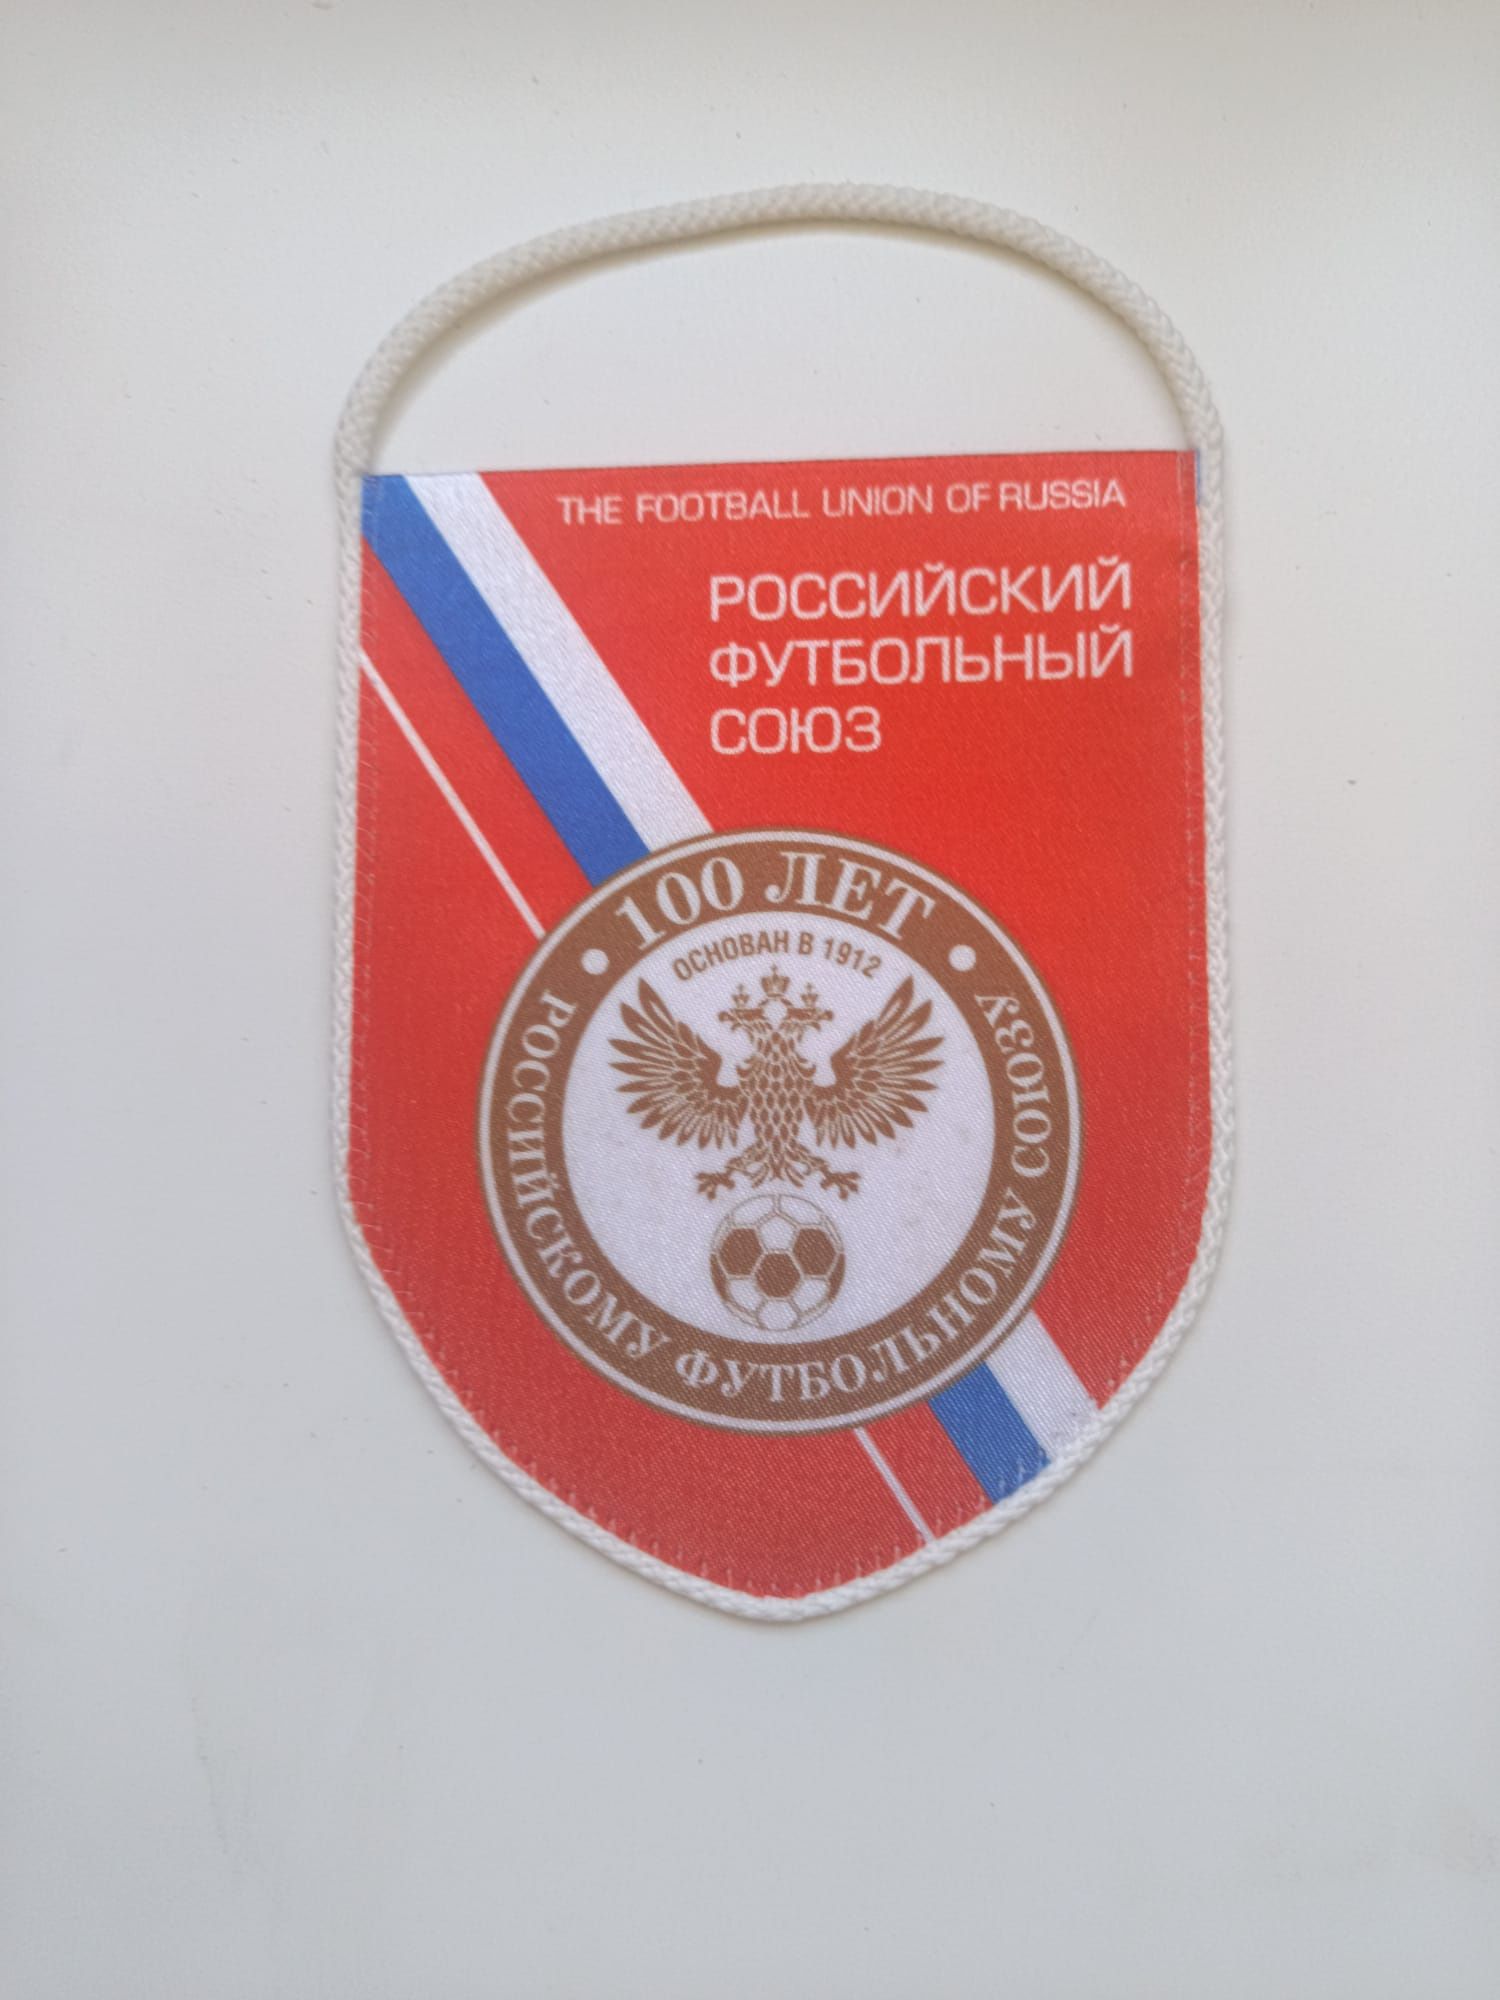 THE FOOTBALL UNION OF RUSSIA
РОССИЙСКИЙ
ФУТБОЛЬНЫЙ
СОЮЗ
• 100 ЛЕТ •
ОСНОВАН В 1912
РОССИЙСКОМУ ФУТБОЛЬНОМУ СОЮЗУ